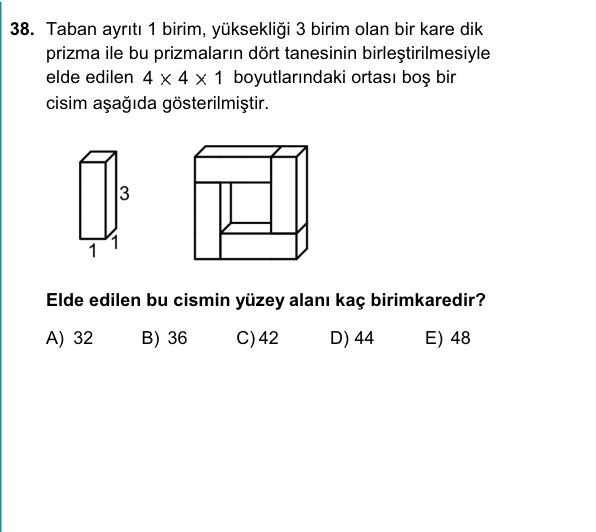 38. Taban ayrıtı 1 birim, yüksekliği 3 birim olan bir kare dik
prizma ile bu prizmaların dört tanesinin birleştirilmesiyle
elde edilen 4 × 4 × 1 boyutlarındaki ortası boş bir
cisim aşağıda gösterilmiştir.
3
1 1
Elde edilen bu cismin yüzey alanı kaç birimkaredir?
A) 32 B) 36 C) 42 D) 44 E) 48